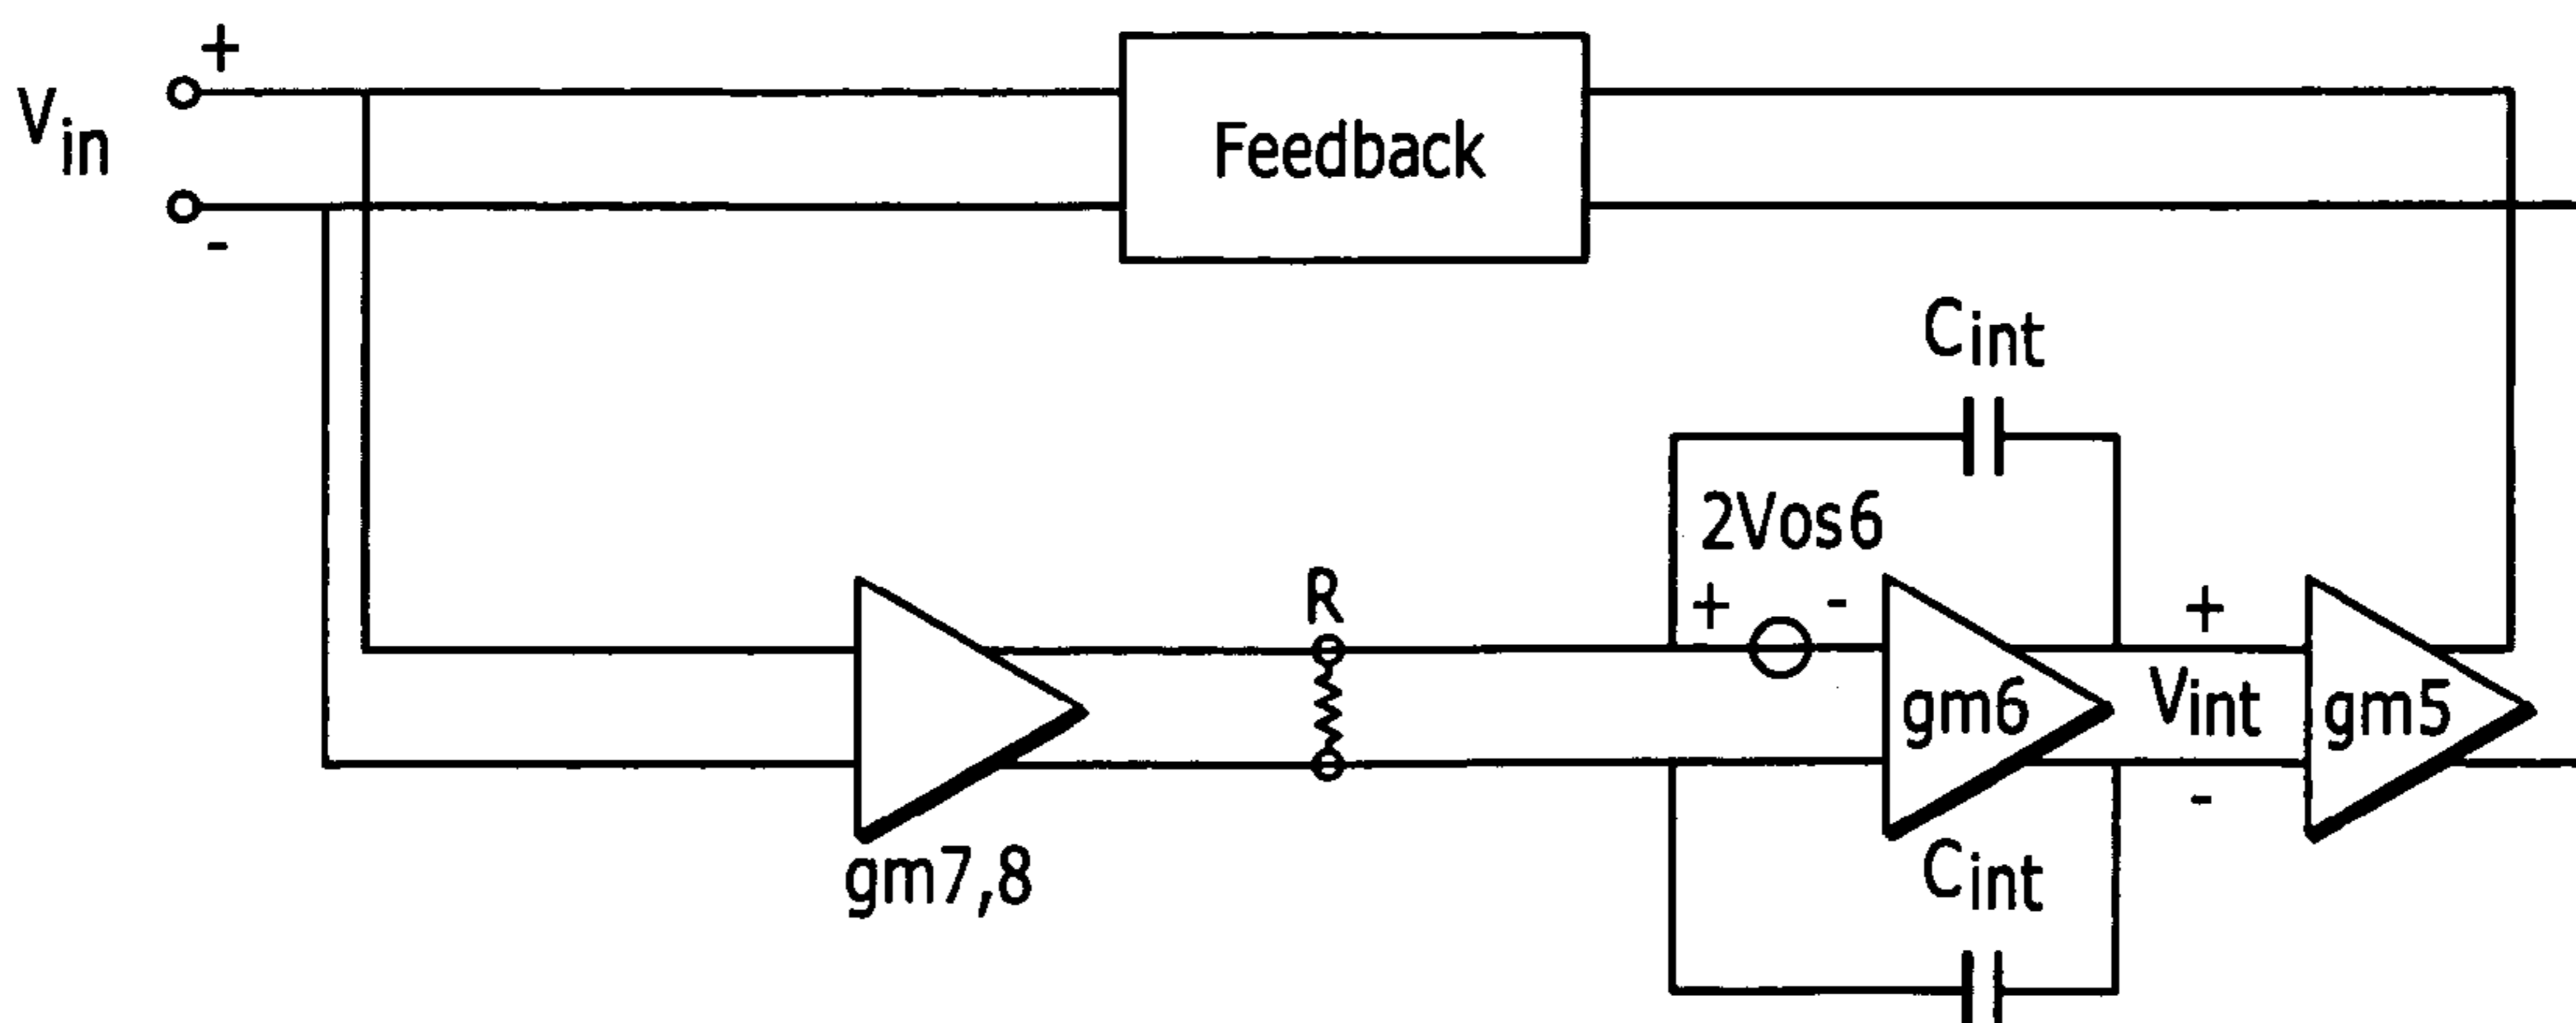 +
Vin
-
Feedback
Cint
2Vos6
+ -
R
gm6
+
Vint
-
gm5
gm7,8
Cint